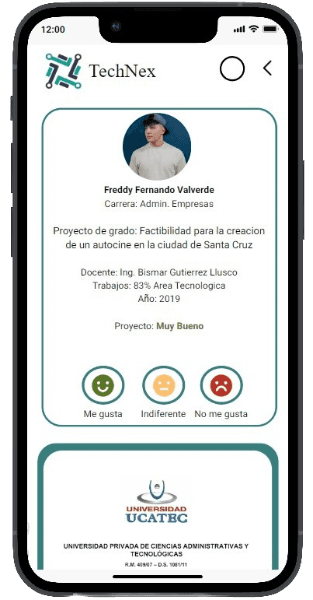 12:00
TechNex
Freddy Fernando Valverde
Carrera: Admin. Empresas
Proyecto de grado: Factibilidad para la creacion
de un autocine en la ciudad de Santa Cruz
Docente: Ing. Bismar Gutierrez Llusco
Trabajos: 83% Area Tecnologica
Año: 2019
Proyecto: Muy Bueno
Me gusta Indiferente No me gusta
UNIVERSIDAD
UCATEC
UNIVERSIDAD PRIVADA DE CIENCIAS ADMINISTRATIVAS Y
TECNOLÓGICAS
R.M. 409/07 – D.S. 1081/11